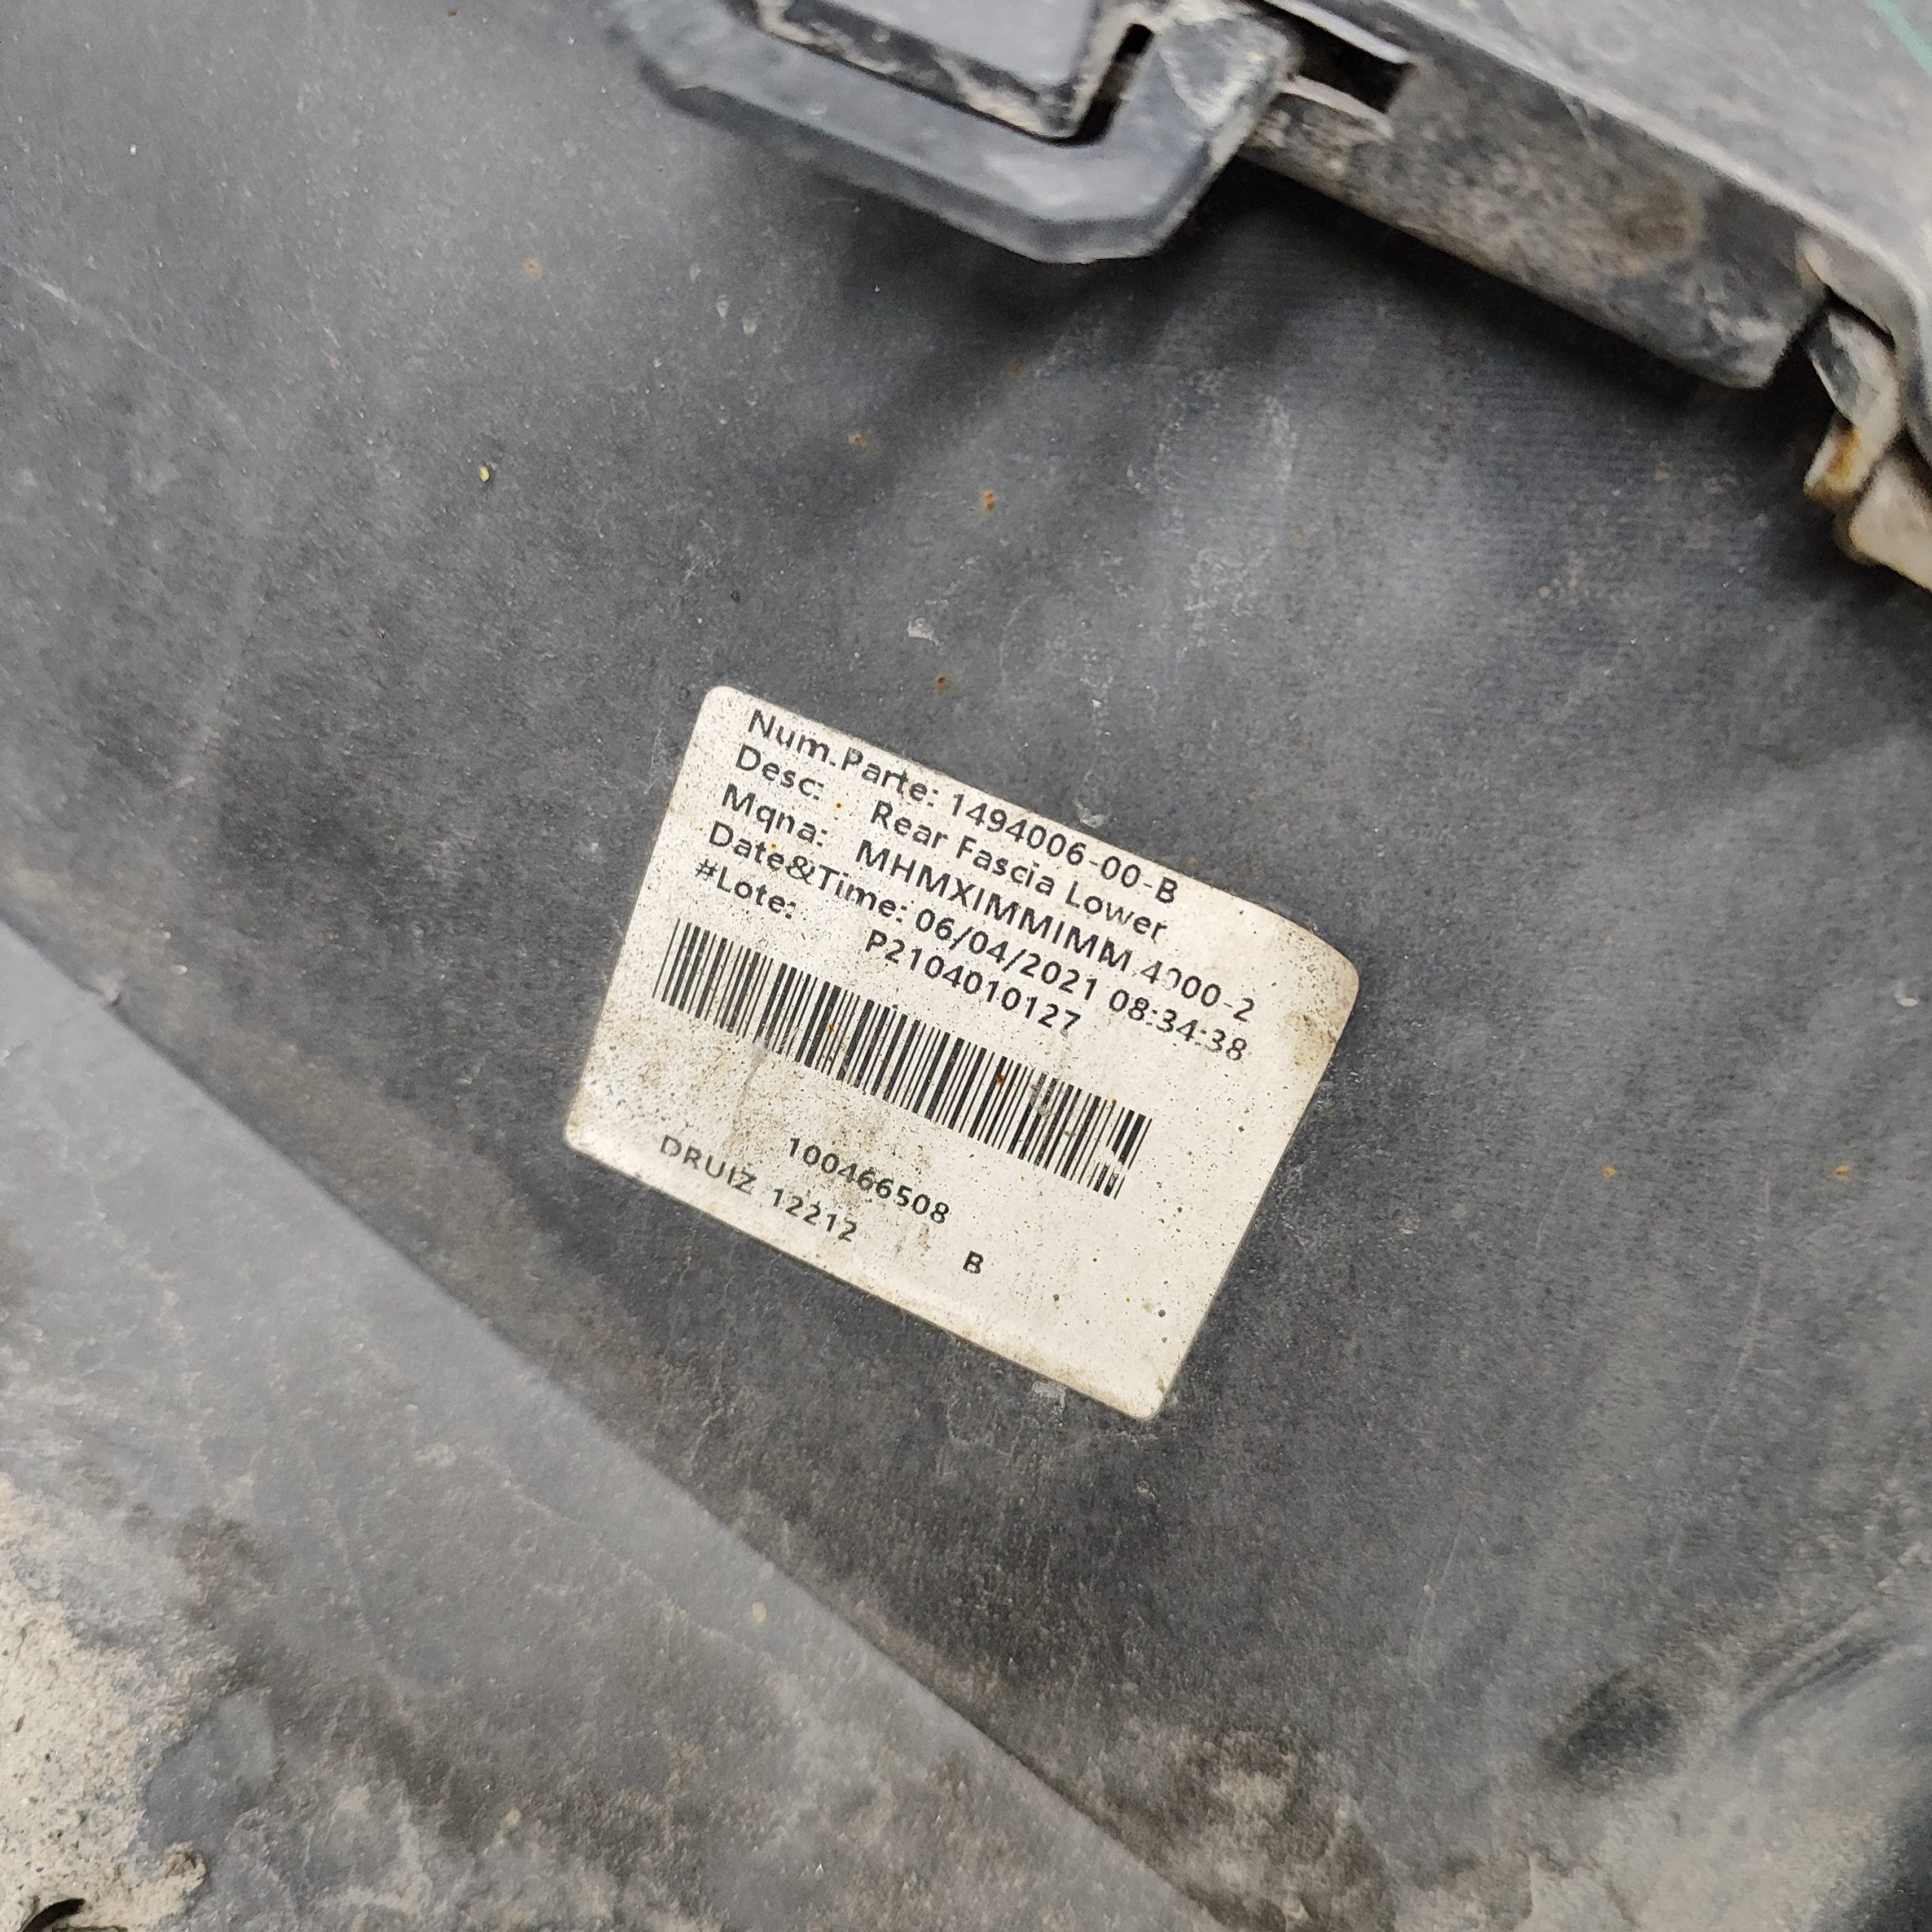 Num.Parte: 1494006-00-B
Desc: Rear Fascia Lower
Mqna: MHMXIMMIMM.4000-2
Date&Time: 06/04/2021 08:34:38
#Lote: P2104010127
100466508
DRUIZ 12212 B